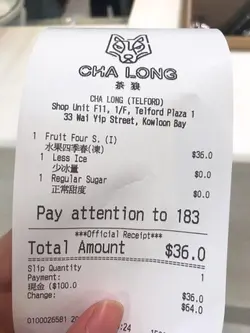 CHA LONG
茶狼
CHA LONG (TELFORD)
Shop Unit F11, 1/F, Telford Plaza 1
33 Wai Yip Street, Kowloon Bay
1 Fruit Four S. (I)
水果四季春(凍) $36.0
1 Less Ice
少冰量 $0.0
1 Regular Sugar
正常甜度 $0.0
Pay attention to 183
***Official Receipt***
Total Amount $36.0
Slip Quantity 1
Payment:
現金 ($100.0 $36.0
Change: $64.0
0100026581 20
:24